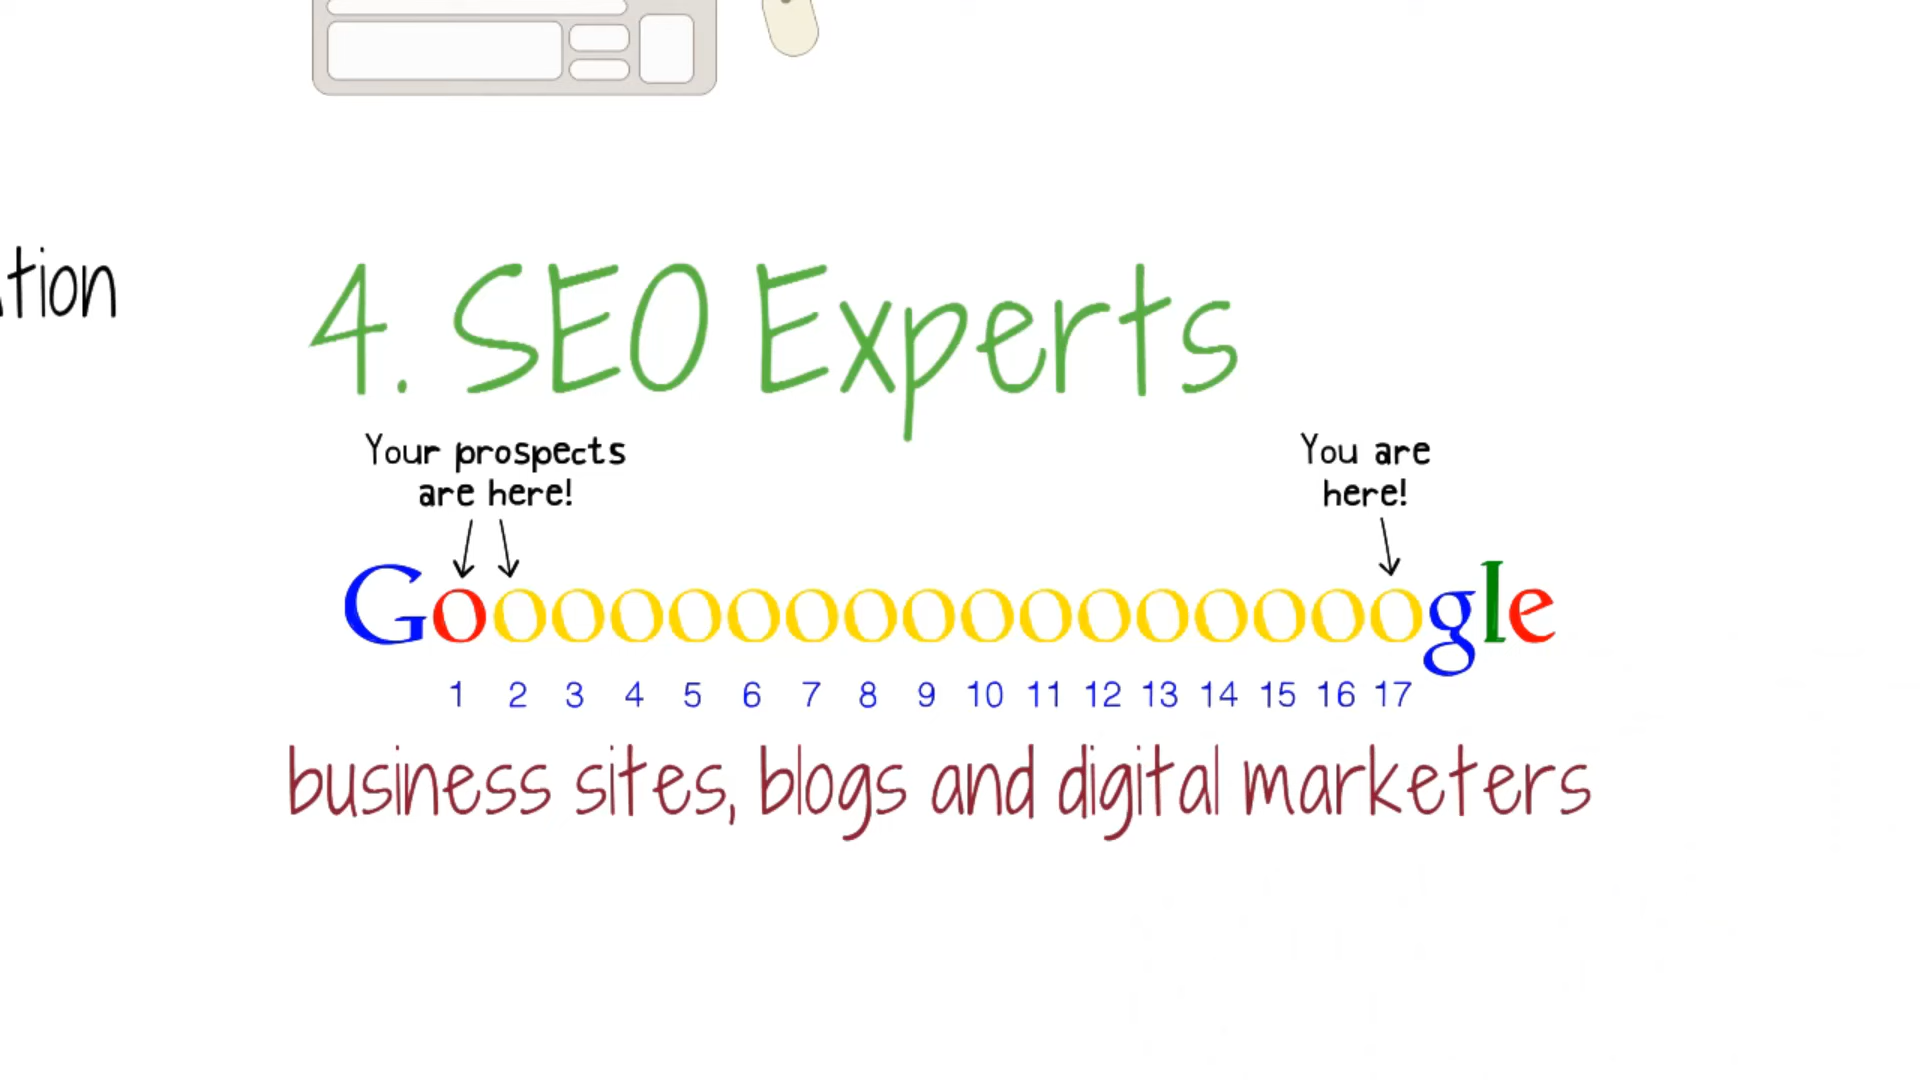 4. SEO Experts
Your prospects
are here!
You are
here!
Gooooooooooooooooogle
1 2 3 4 5 6 7 8 9 10 11 12 13 14 15 16 17
business sites, blogs and digital marketers